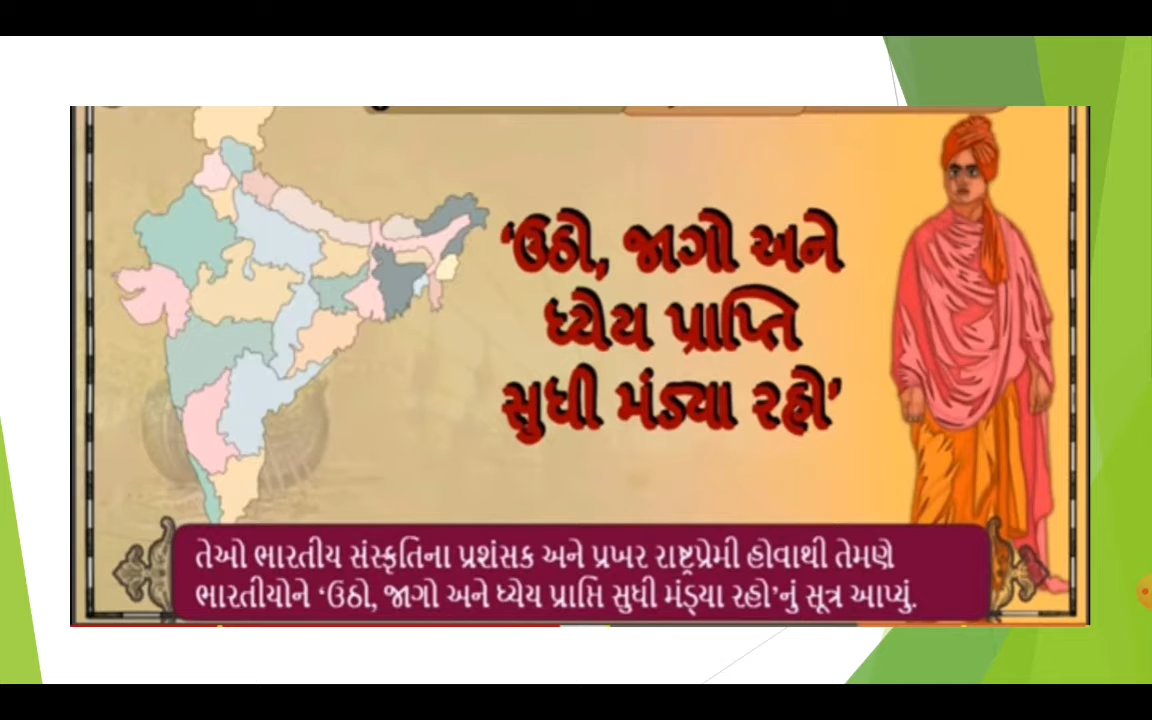 ‘ઉઠો, જાગો અને
ધ્યેય પ્રાપ્તિ
સુધી મંડ્યા રહો’
તેઓ ભારતીય સંસ્કૃતિના પ્રશંસક અને પ્રખર રાષ્ટ્રપ્રેમી હોવાથી તેમણે
ભારતીયોને ‘ઉઠો, જાગો અને ધ્યેય પ્રાપ્તિ સુધી મંડ્યા રહો’નું સૂત્ર આપ્યું.